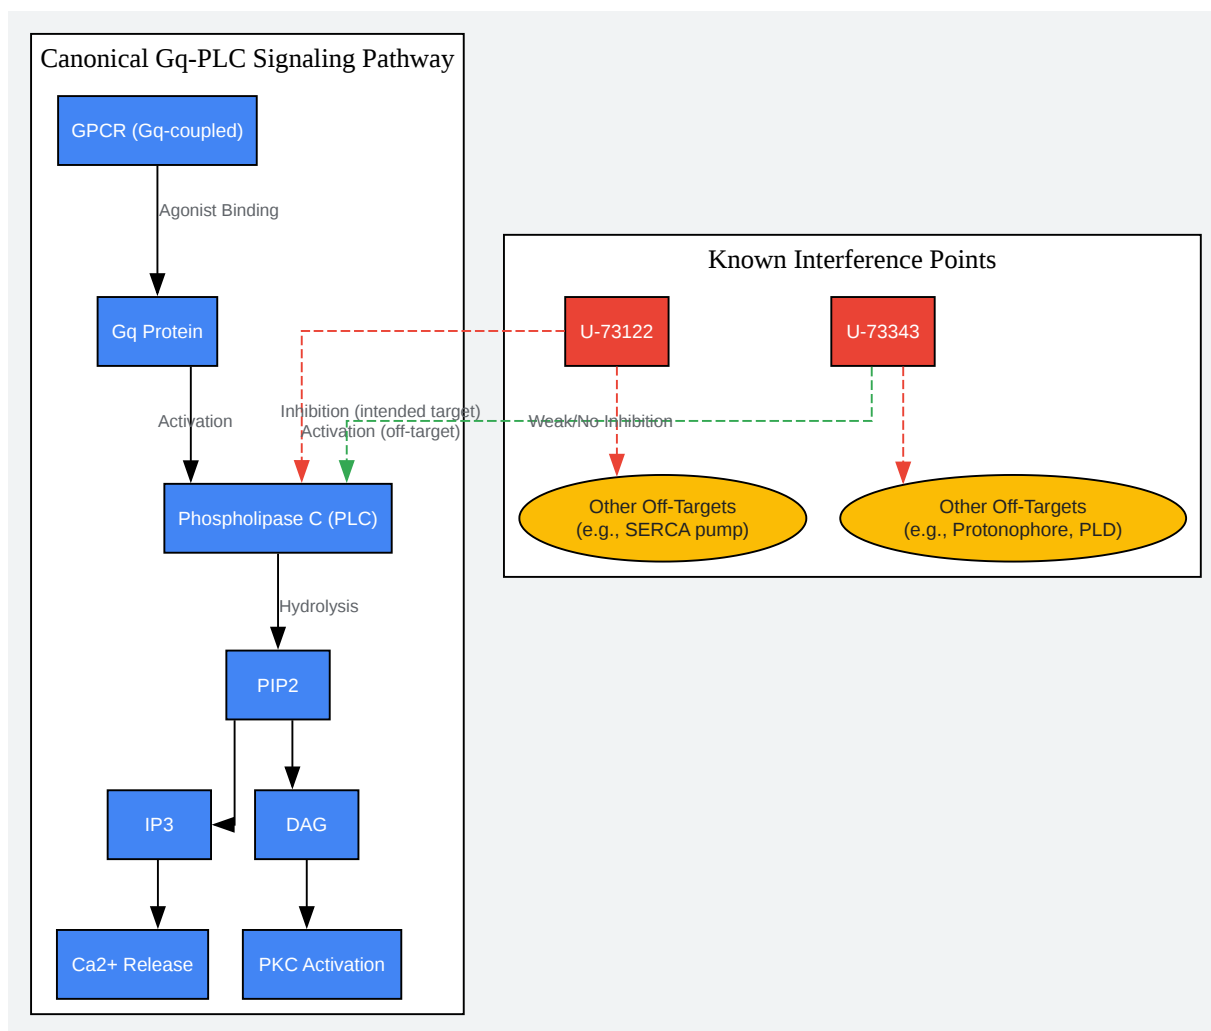 Canonical Gq-PLC Signaling Pathway
GPCR (Gq-coupled)
Agonist Binding
Known Interference Points
Gq Protein
U-73122
U-73343
Activation
Inhibition (intended target)
Activation (off-target)
Weak/No Inhibition
Phospholipase C (PLC)
Other Off-Targets
(e.g., SERCA pump)
Other Off-Targets
(e.g., Protonophore, PLD)
Hydrolysis
PIP2
IP3
DAG
Ca2+ Release
PKC Activation